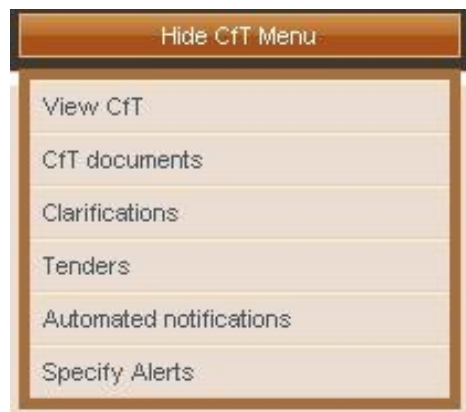 Hide CfT Menu
View CfT
CfT documents
Clarifications
Tenders
Automated notifications
Specify Alerts